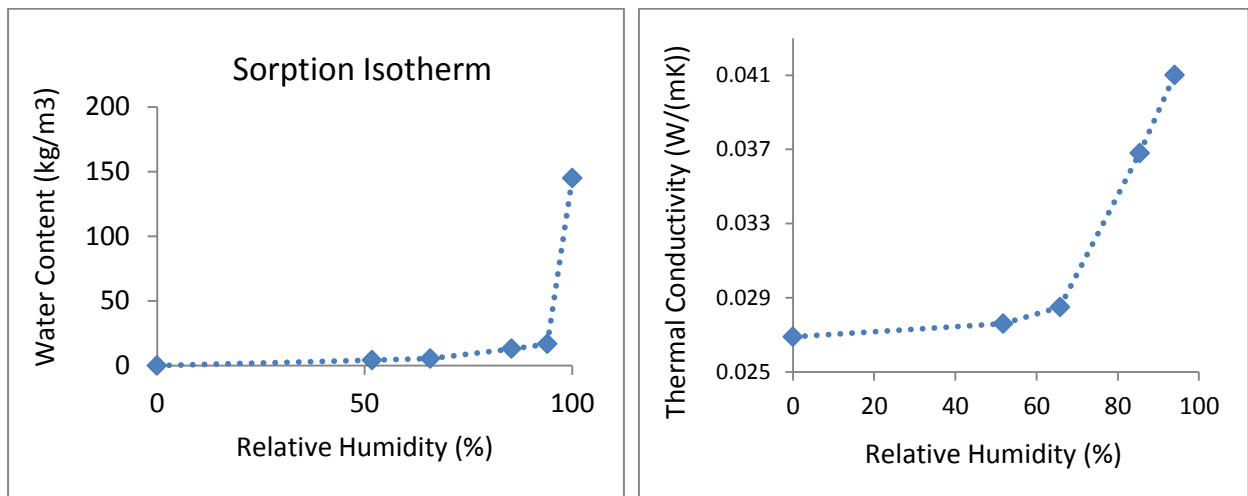 Sorption Isotherm
Water Content (kg/m3)
200
150
100
50
0
0 50 100
Relative Humidity (%)
Thermal Conductivity (W/(mK))
0.041
0.037
0.033
0.029
0.025
0 20 40 60 80 100
Relative Humidity (%)